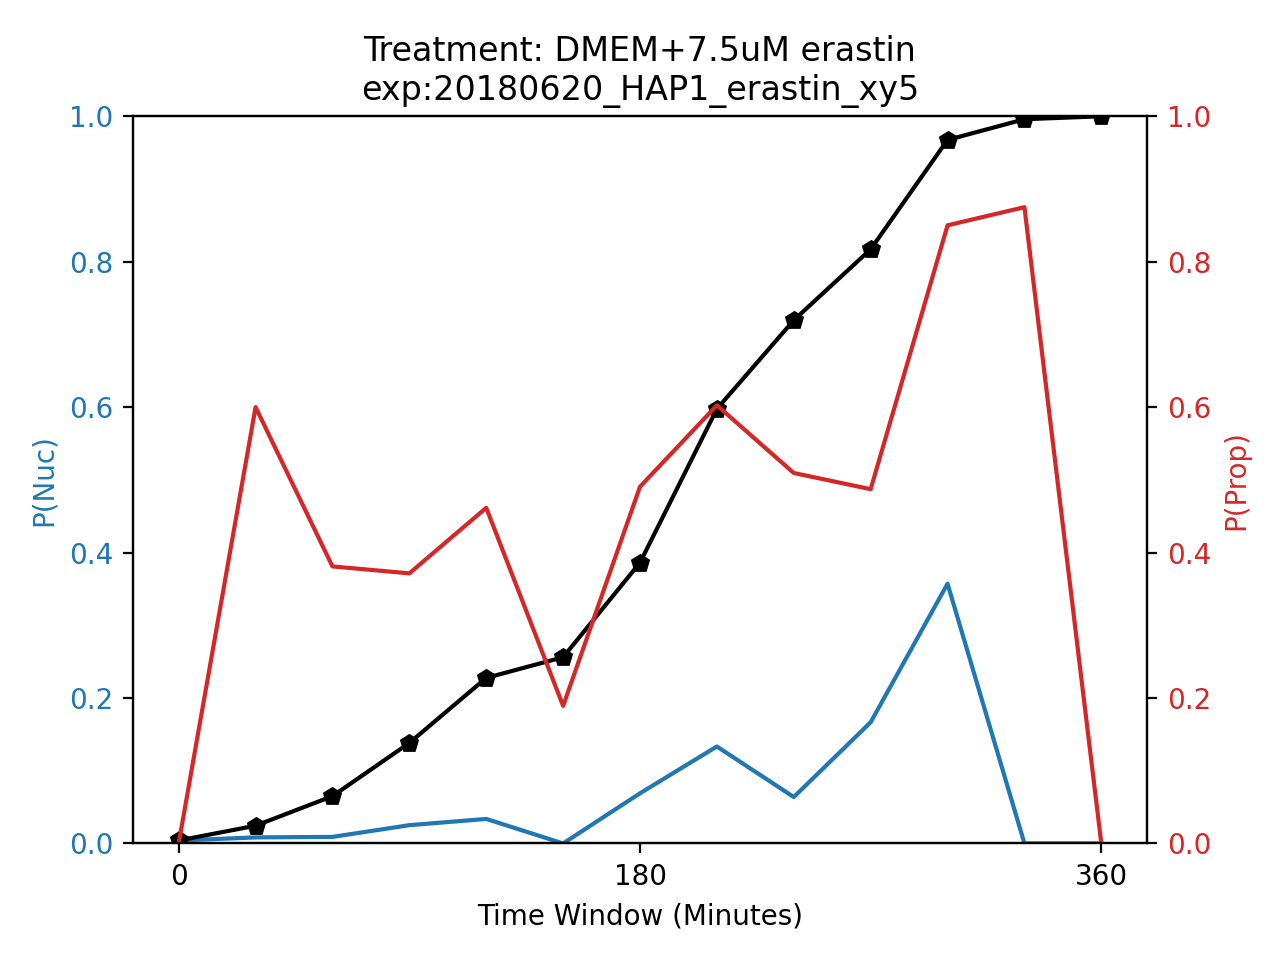 Treatment: DMEM+7.5uM erastin
exp:20180620_HAP1_erastin_xy5
1.0
0.8
0.6
0.4
0.2
0.0
P(Nuc)
1.0
0.8
0.6
0.4
0.2
0.0
P(Prop)
0 180 360
Time Window (Minutes)